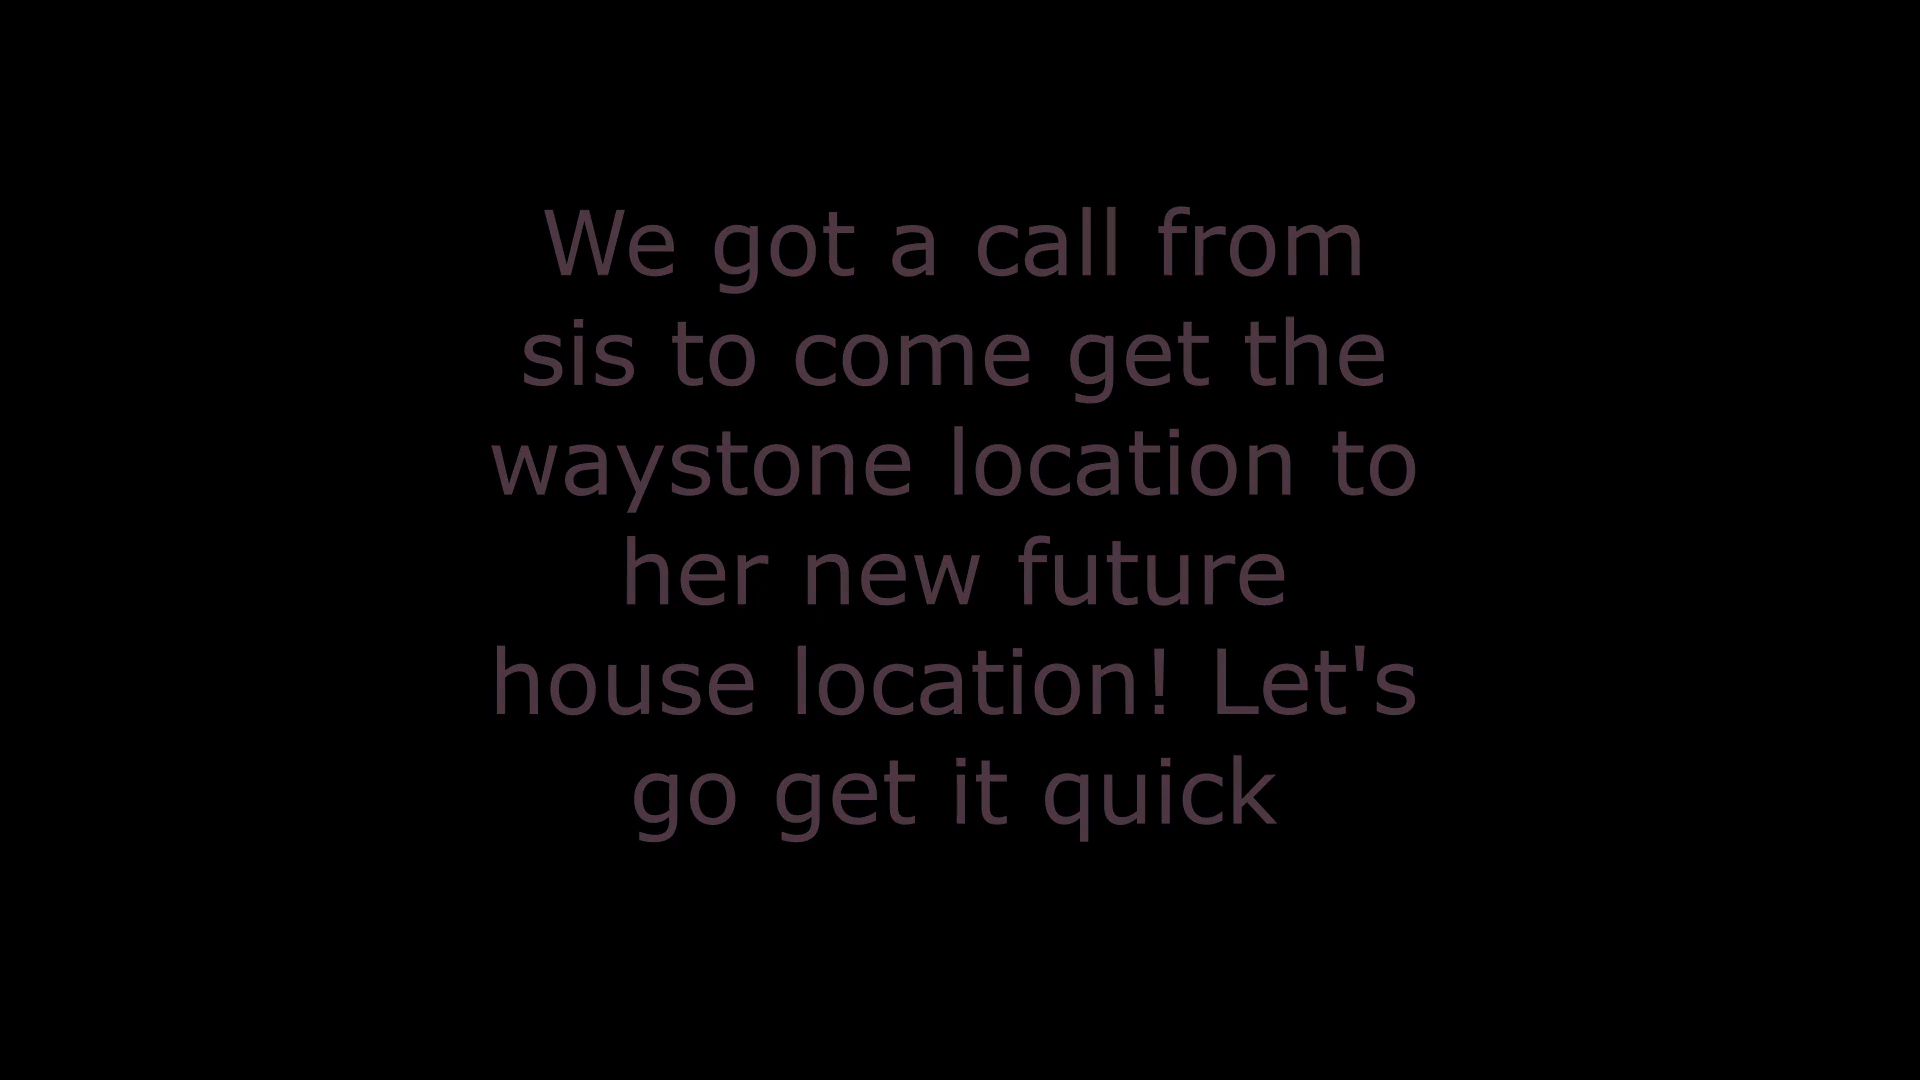 We got a call from
sis to come get the
waystone location to
her new future
house location! Let's
go get it quick